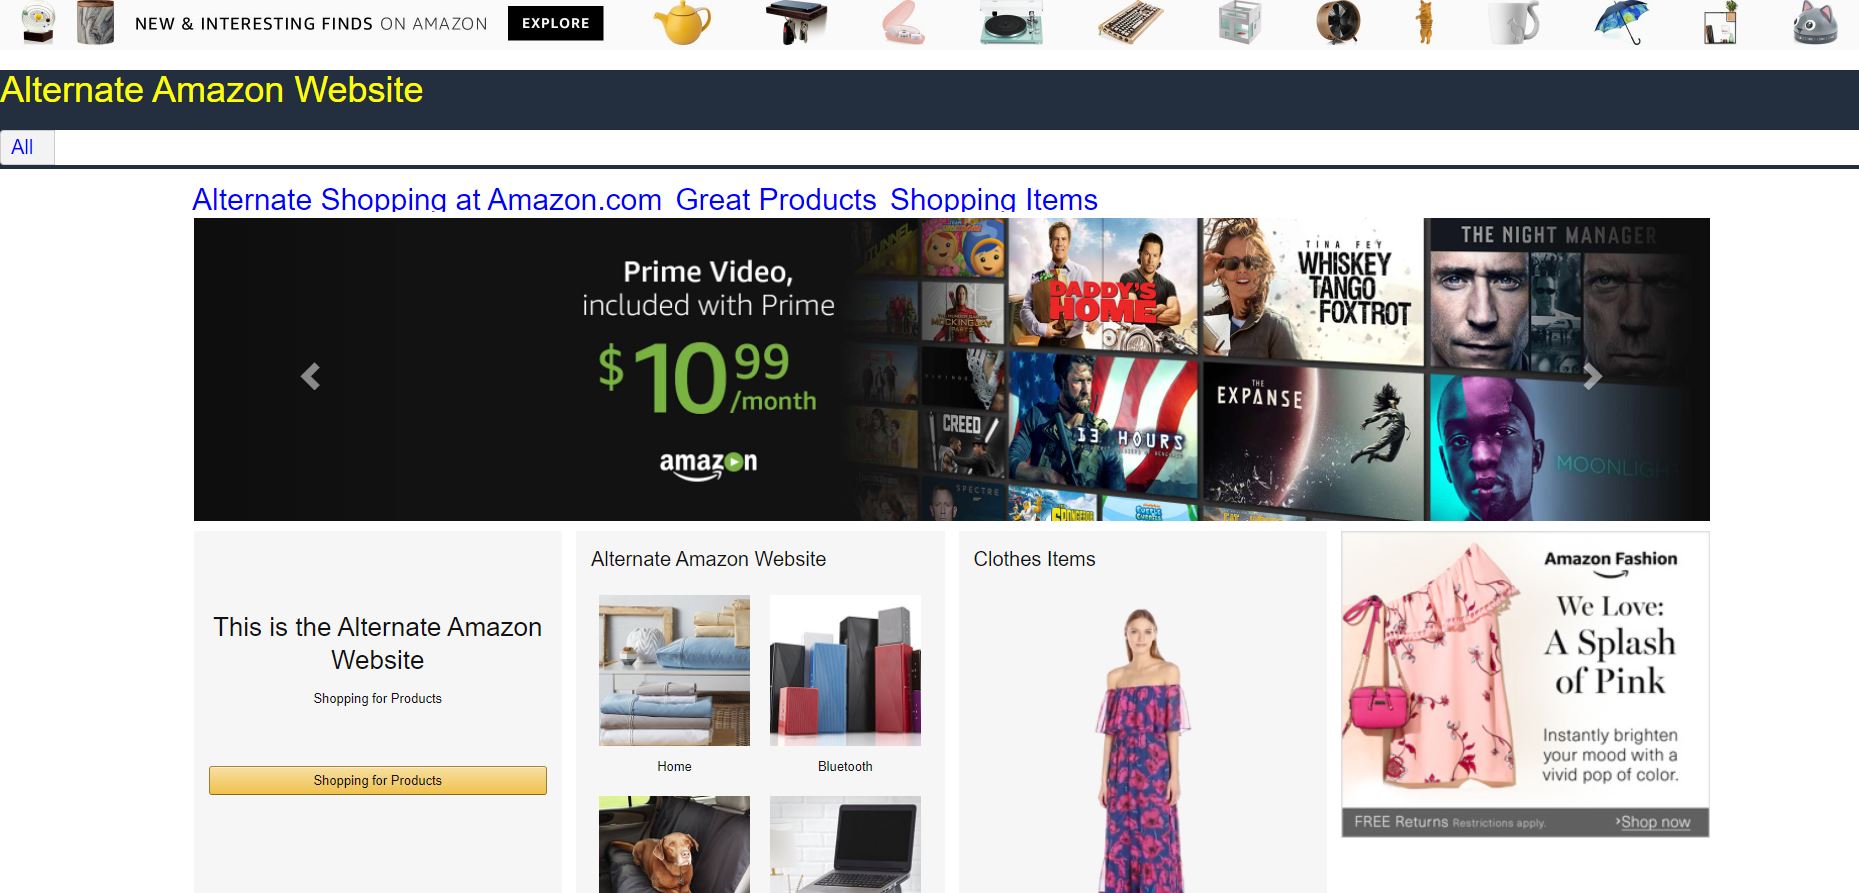 NEW & INTERESTING FINDS ON AMAZON EXPLORE
Alternate Amazon Website
All
Alternate Shopping at Amazon.com Great Products Shopping Items
Prime Video,
included with Prime
$10 99
/month
amazon
TUNNEL
MOCKINGJAY
CREED
SPECTRE
DADDY'S
HOME
13 HOURS
TINA FEY
WHISKEY
TANGO
FOXTROT
THE
EXPANSE
THE NIGHT MANAGER
MOONLIGH
Alternate Amazon Website
Clothes Items
This is the Alternate Amazon
Website
Shopping for Products
Shopping for Products
Home
Bluetooth
Amazon Fashion
We Love:
A Splash
of Pink
Instantly brighten
your mood with a
vivid pop of color.
FREE Returns Restrictions apply.
›Shop now